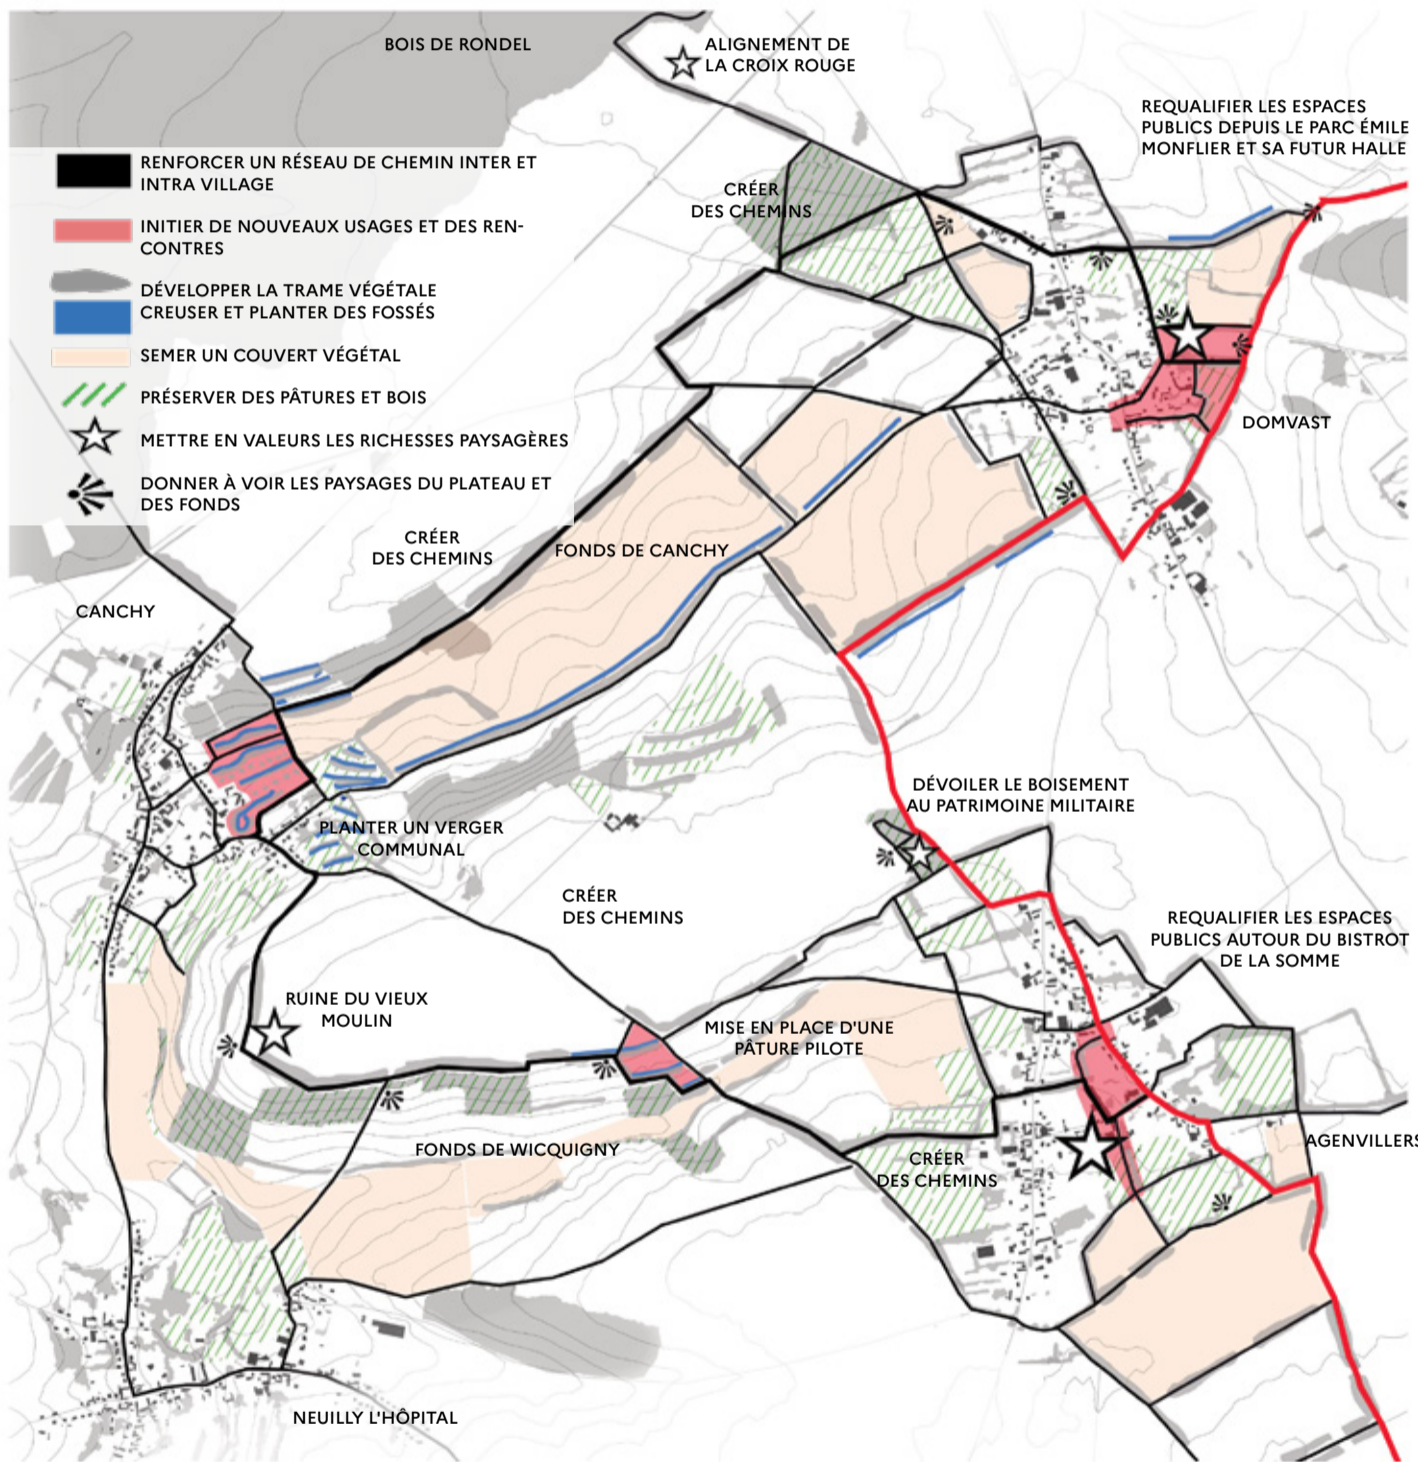 BOIS DE RONDEL
ALIGNEMENT DE
LA CROIX ROUGE
REQUALIFIER LES ESPACES
PUBLICS DEPUIS LE PARC ÉMILE
MONFLIER ET SA FUTUR HALLE
RENFORCER UN RÉSEAU DE CHEMIN INTER ET
INTRA VILLAGE
INITIER DE NOUVEAUX USAGES ET DES REN-
CONTRES
DÉVELOPPER LA TRAME VÉGÉTALE
CREUSER ET PLANTER DES FOSSÉS
SEMER UN COUVERT VÉGÉTAL
PRÉSERVER DES PÂTURES ET BOIS
METTRE EN VALEURS LES RICHESSES PAYSAGÈRES
DONNER À VOIR LES PAYSAGES DU PLATEAU ET
DES FONDS
CRÉER
DES CHEMINS
DOMVAST
CRÉER
DES CHEMINS
FONDS DE CANCHY
CANCHY
DÉVOILER LE BOISEMENT
AU PATRIMOINE MILITAIRE
PLANTER UN VERGER
COMMUNAL
CRÉER
DES CHEMINS
REQUALIFIER LES ESPACES
PUBLICS AUTOUR DU BISTROT
DE LA SOMME
RUINE DU VIEUX
MOULIN
MISE EN PLACE D'UNE
PÂTURE PILOTE
FONDS DE WICQUIGNY
CRÉER
DES CHEMINS
AGENVILLERS
NEUILLY L'HÔPITAL